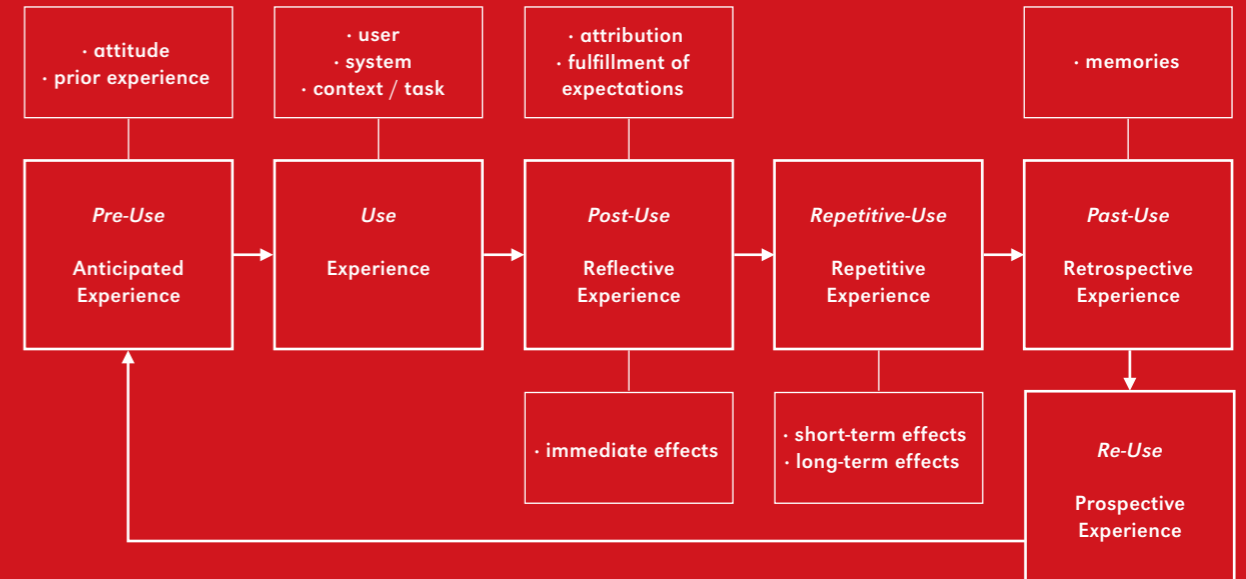 · attitude
· prior experience
· user
· system
· context / task
· attribution
· fulfillment of
expectations
· memories
Pre-Use
Anticipated
Experience
Use
Experience
Post-Use
Reflective
Experience
Repetitive-Use
Repetitive
Experience
Past-Use
Retrospective
Experience
· immediate effects
· short-term effects
· long-term effects
Re-Use
Prospective
Experience